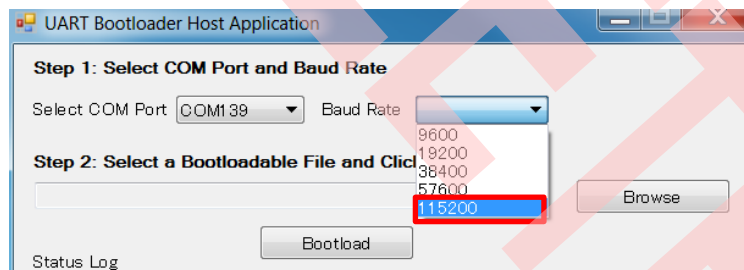 UART Bootloader Host Application
Step 1: Select COM Port and Baud Rate
Select COM Port COM139 Baud Rate
9600
19200
38400
57600
115200
Step 2: Select a Bootloadable File and Clic
Browse
Bootload
Status Log